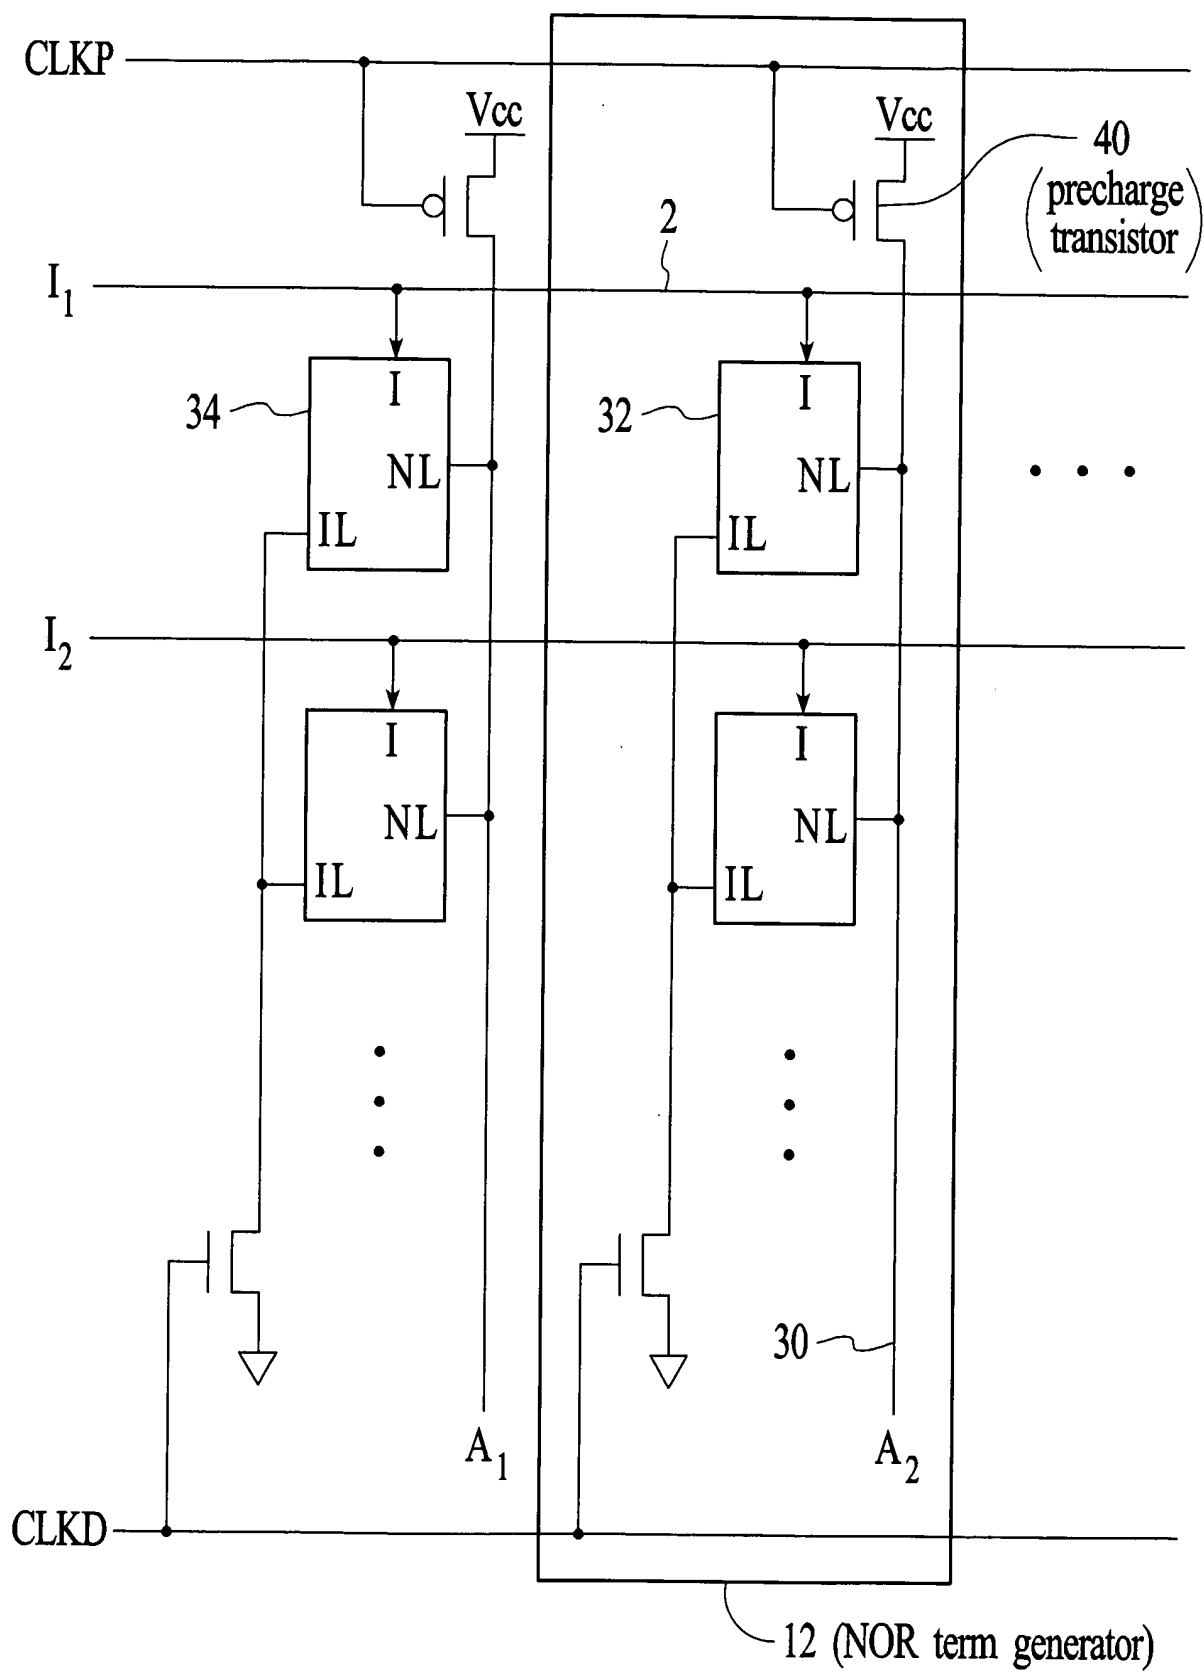 CLKP
Vcc
Vcc
40
(precharge
transistor)
2
I1
I
34
NL
IL
I
32
NL
IL
I2
I
NL
IL
I
NL
IL
30
A1
A2
CLKD
12 (NOR term generator)